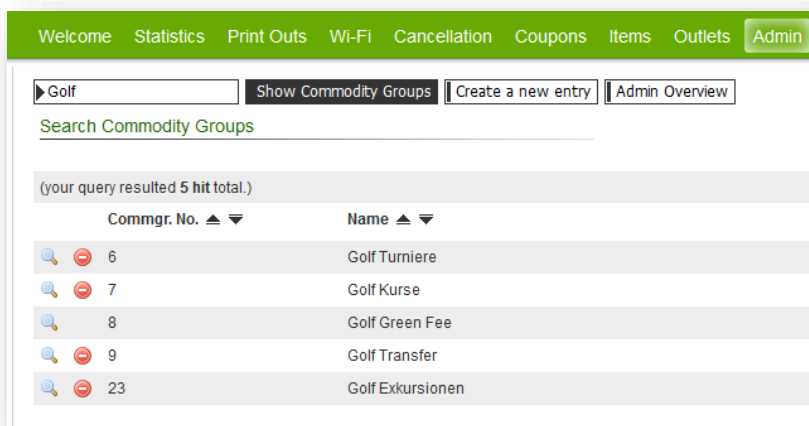 Welcome Statistics Print Outs Wi-Fi Cancellation Coupons Items Outlets Admin
Golf Show Commodity Groups Create a new entry Admin Overview
Search Commodity Groups
(your query resulted 5 hit total.)
Commgr. No. Name
6 Golf Turniere
7 Golf Kurse
8 Golf Green Fee
9 Golf Transfer
23 Golf Exkursionen